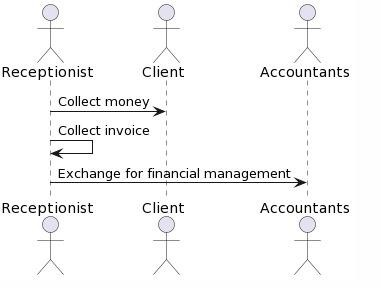 Receptionist Client Accountants
Collect money
Collect invoice
Exchange for financial management
Receptionist Client Accountants